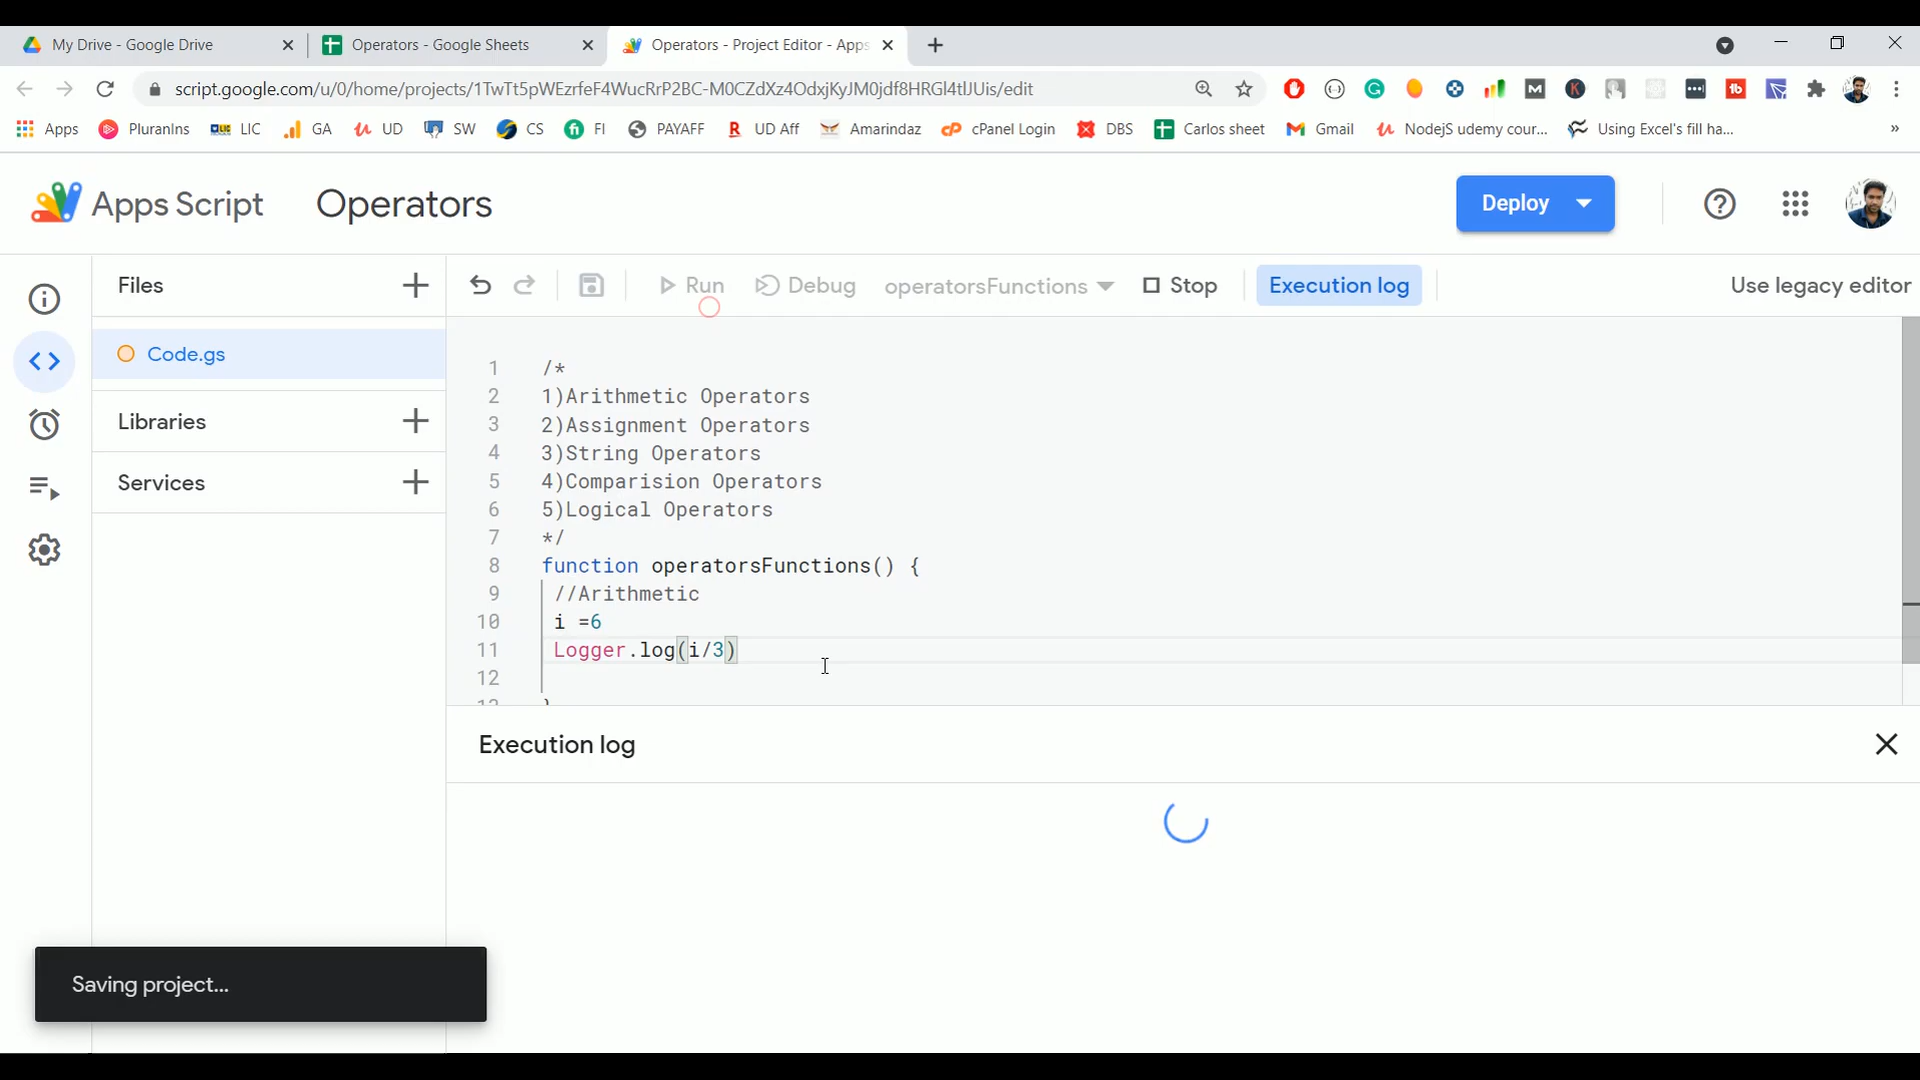 My Drive - Google Drive
Operators - Google Sheets
Operators - Project Editor - Apps
script.google.com/u/0/home/projects/1TwTt5pWEzrfeF4WucRrP2BC-M0CZdXz4OdxjKyJM0jdf8HRGl4tlJUis/edit
Apps
PluranIns
LIC
GA
UD
SW
CS
FI
PAYAFF
UD Aff
Amarindaz
cPanel Login
DBS
Carlos sheet
Gmail
NodejS udemy cour...
Using Excel's fill ha...
»
Apps Script
Operators
Deploy
Files
Run
Debug
operatorsFunctions
Stop
Execution log
Use legacy editor
Code.gs
Libraries
Services
1 /*
2 1)Arithmetic Operators
3 2)Assignment Operators
4 3)String Operators
5 4)Comparision Operators
6 5)Logical Operators
7 */
8 function operatorsFunctions() {
9 //Arithmetic
10 i =6
11 Logger.log(i/3)
12
13 }
Execution log
Saving project...